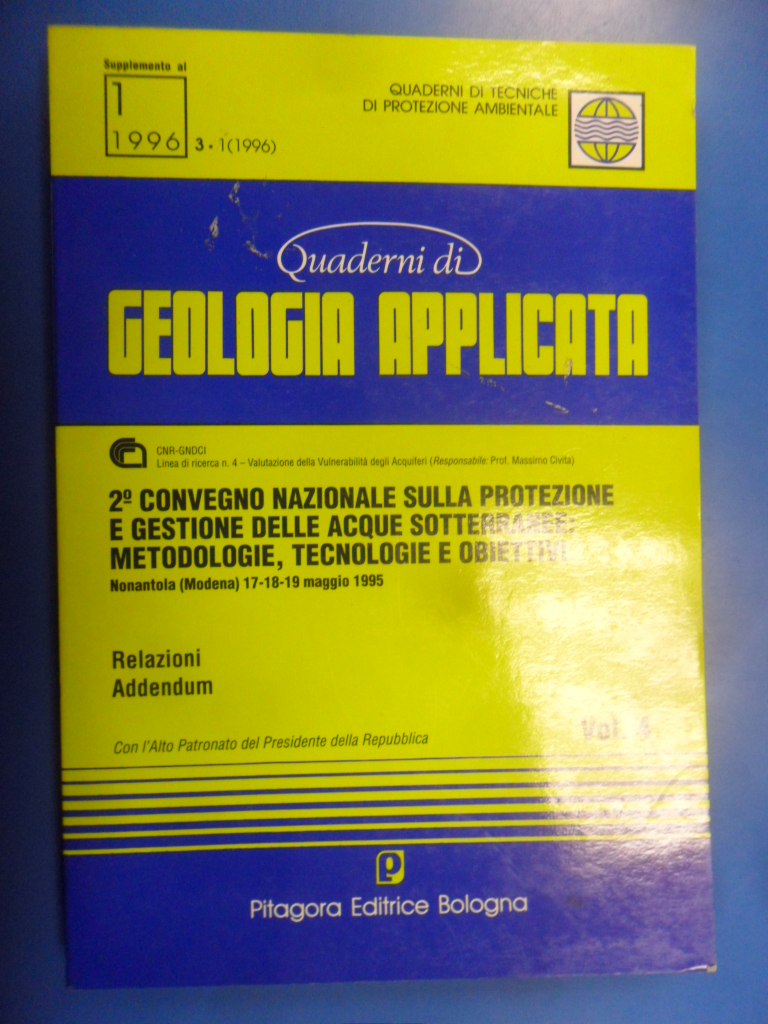 Supplemento al
1
1996
3 • 1(1996)
QUADERNI DI TECNICHE
DI PROTEZIONE AMBIENTALE
Quaderni di
GEOLOGIA APPLICATA
CNR-GNDCI
Linea di ricerca n. 4 – Valutazione della Vulnerabilità degli Acquiferi (Responsabile: Prof. Massimo Civita)
2º CONVEGNO NAZIONALE SULLA PROTEZIONE
E GESTIONE DELLE ACQUE SOTTERRANEE:
METODOLOGIE, TECNOLOGIE E OBIETTIVI
Nonantola (Modena) 17-18-19 maggio 1995
Relazioni
Addendum
Vol. 4
Con l'Alto Patronato del Presidente della Repubblica
Pitagora Editrice Bologna